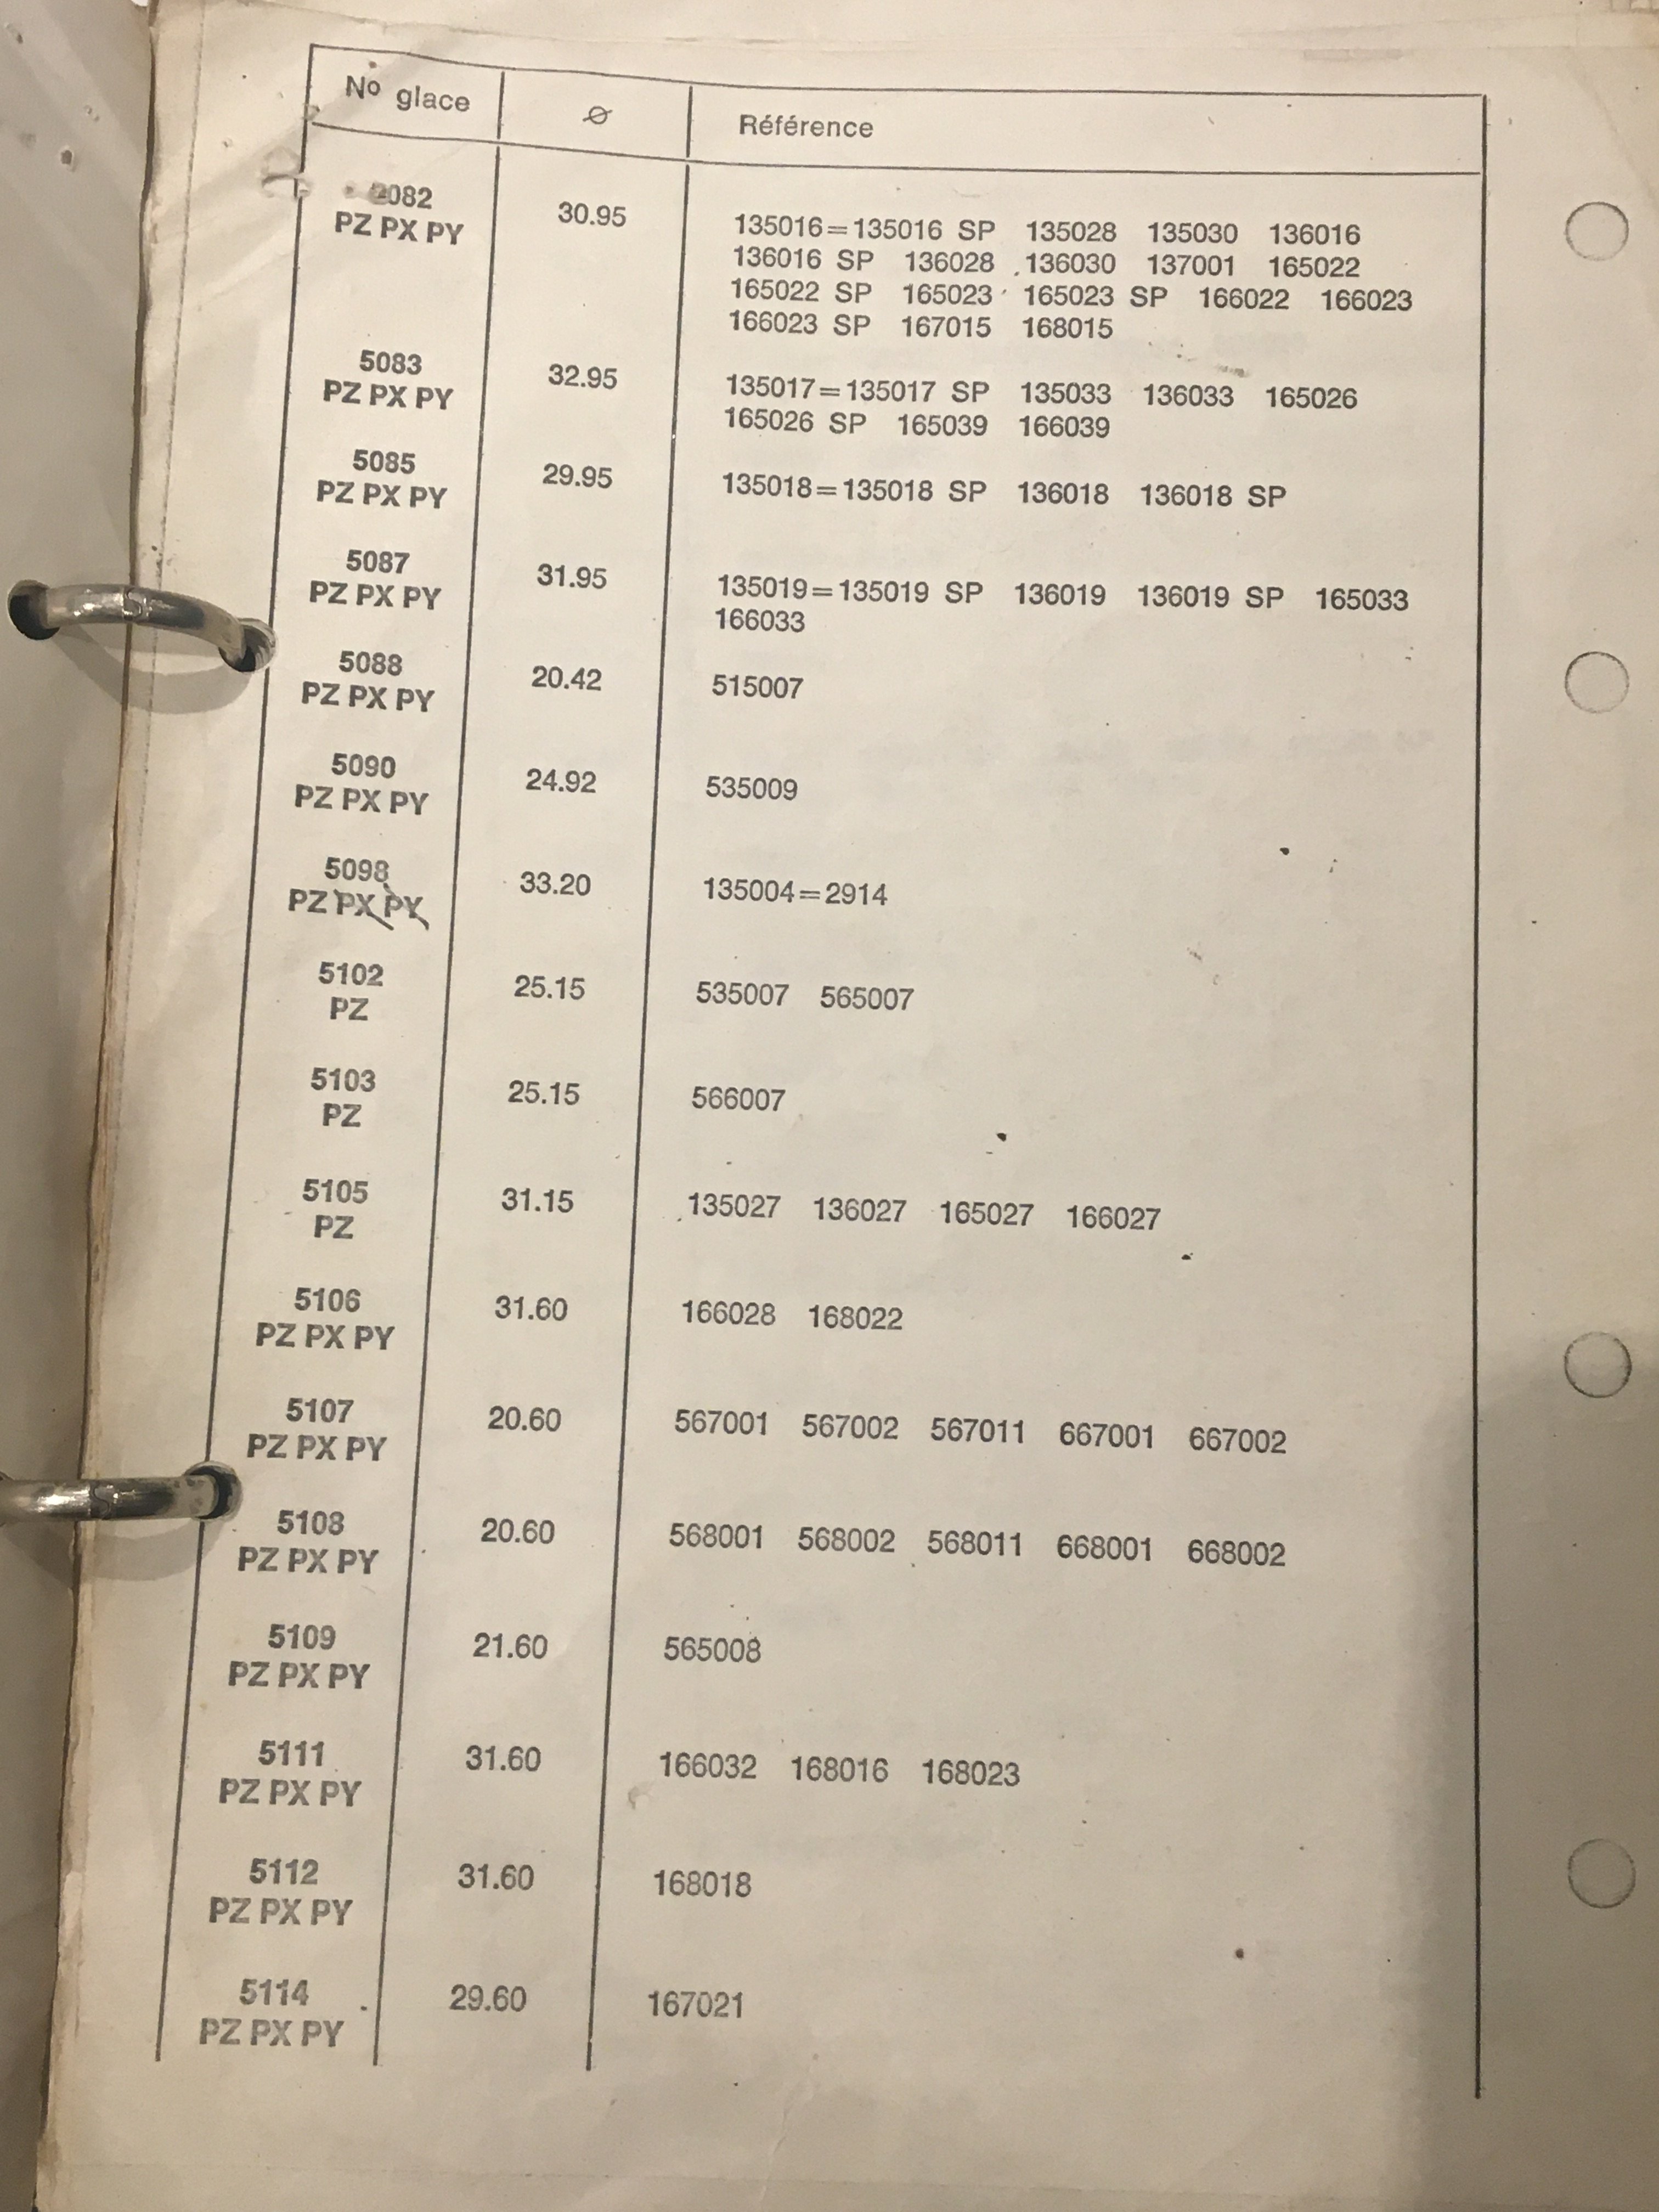 No glace ⌀ Référence
5082 30.95 135016=135016 SP 135028 135030 136016
PZ PX PY 136016 SP 136028 136030 137001 165022
165022 SP 165023 165023 SP 166022 166023
166023 SP 167015 168015
5083 32.95 135017=135017 SP 135033 136033 165026
PZ PX PY 165026 SP 165039 166039
5085 29.95 135018=135018 SP 136018 136018 SP
PZ PX PY
5087 31.95 135019=135019 SP 136019 136019 SP 165033
PZ PX PY 166033
5088 20.42 515007
PZ PX PY
5090 24.92 535009
PZ PX PY
5098 33.20 135004=2914
PZ PX PY
5102 25.15 535007 565007
PZ
5103 25.15 566007
PZ
5105 31.15 135027 136027 165027 166027
PZ
5106 31.60 166028 168022
PZ PX PY
5107 20.60 567001 567002 567011 667001 667002
PZ PX PY
5108 20.60 568001 568002 568011 668001 668002
PZ PX PY
5109 21.60 565008
PZ PX PY
5111 31.60 166032 168016 168023
PZ PX PY
5112 31.60 168018
PZ PX PY
5114 29.60 167021
PZ PX PY